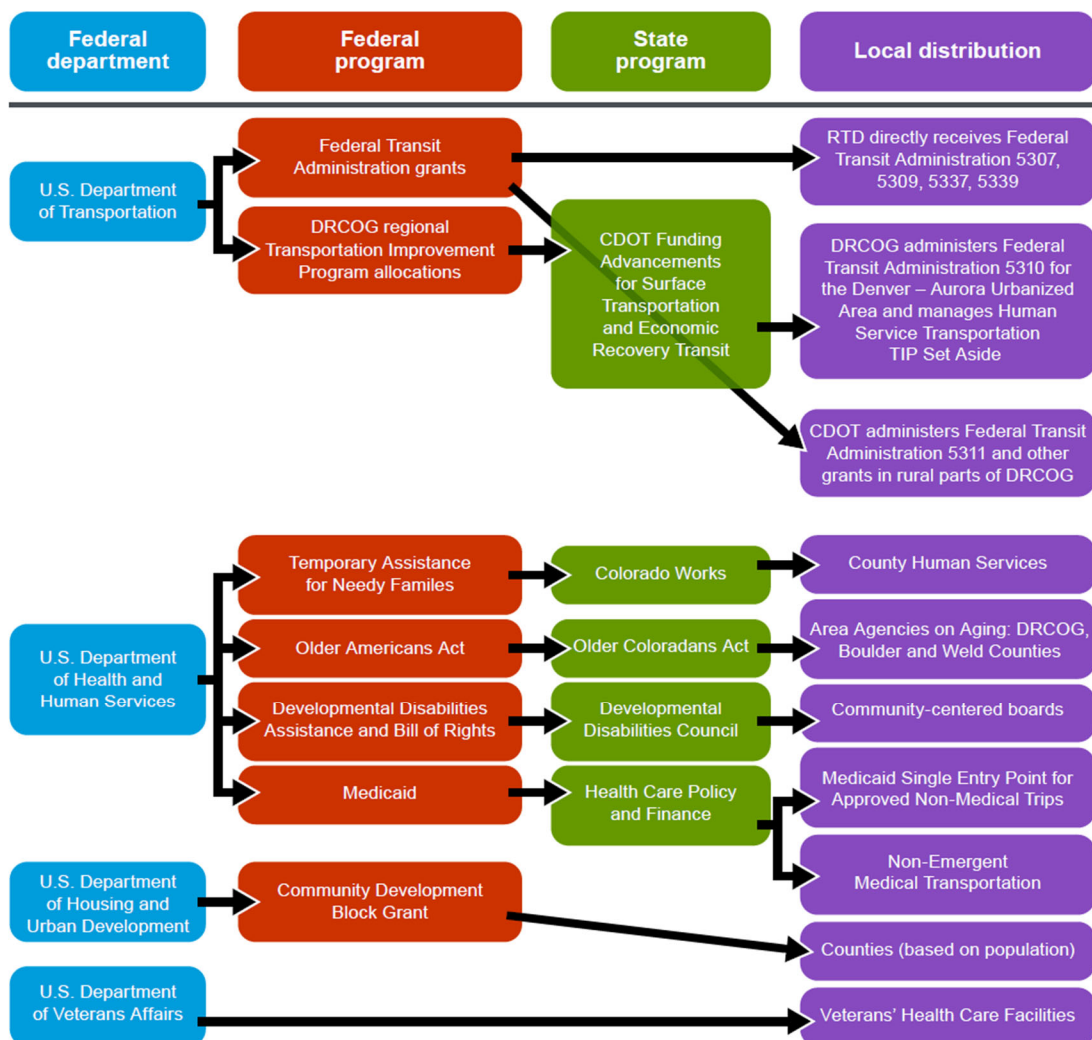 Federal
department
Federal
program
State
program
Local distribution
U.S. Department
of Transportation
Federal Transit
Administration grants
DRCOG regional
Transportation Improvement
Program allocations
CDOT Funding
Advancements
for Surface
Transportation
and Economic
Recovery Transit
RTD directly receives Federal
Transit Administration 5307,
5309, 5337, 5339
DRCOG administers Federal
Transit Administration 5310 for
the Denver – Aurora Urbanized
Area and manages Human
Service Transportation
TIP Set Aside
CDOT administers Federal Transit
Administration 5311 and other
grants in rural parts of DRCOG
U.S. Department
of Health and
Human Services
Temporary Assistance
for Needy Familes
Colorado Works
County Human Services
Older Americans Act
Older Coloradans Act
Area Agencies on Aging: DRCOG,
Boulder and Weld Counties
Developmental Disabilities
Assistance and Bill of Rights
Developmental
Disabilities Council
Community-centered boards
Medicaid
Health Care Policy
and Finance
Medicaid Single Entry Point for
Approved Non-Medical Trips
Non-Emergent
Medical Transportation
U.S. Department
of Housing and
Urban Development
Community Development
Block Grant
Counties (based on population)
U.S. Department
of Veterans Affairs
Veterans’ Health Care Facilities